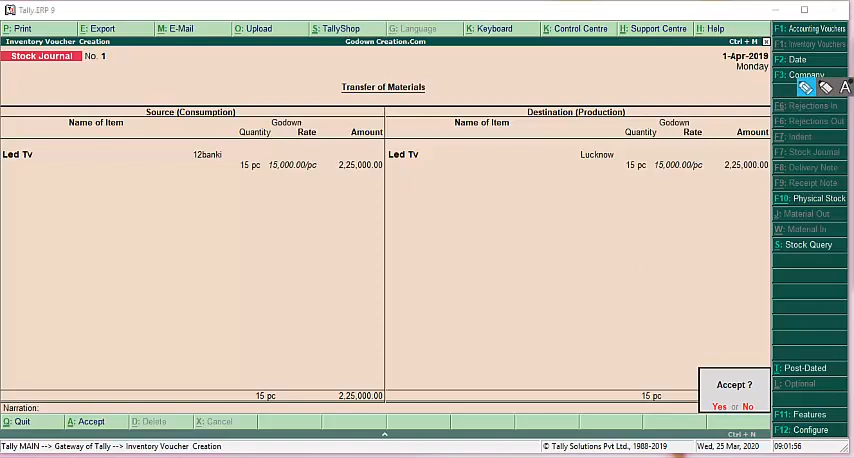 Tally.ERP 9
P: Print E: Export M: E-Mail O: Upload S: TallyShop G: Language K: Keyboard K: Control Centre H: Support Centre H: Help
Inventory Voucher Creation Godown Creation.Com Ctrl + M
Stock Journal No. 1 1-Apr-2019
Monday
Transfer of Materials
Source (Consumption) Destination (Production)
Name of Item Godown Name of Item Godown
Quantity Rate Amount Quantity Rate Amount
Led Tv 12banki Led Tv Lucknow
15 pc 15,000.00/pc 2,25,000.00 15 pc 15,000.00/pc 2,25,000.00
15 pc 2,25,000.00 15 pc
Accept ?
Yes or No
Narration:
Q: Quit A: Accept D: Delete X: Cancel
Ctrl + N
Tally MAIN --> Gateway of Tally --> Inventory Voucher Creation © Tally Solutions Pvt Ltd., 1988-2019 Wed, 25 Mar, 2020 09:01:56
F1: Accounting Vouchers
F1: Inventory Vouchers
F2: Date
F3: Company
A
F6: Rejections In
F6: Rejections Out
F7: Indent
F7: Stock Journal
F8: Delivery Note
F9: Receipt Note
F10: Physical Stock
J: Material Out
W: Material In
S: Stock Query
T: Post-Dated
L: Optional
F11: Features
F12: Configure